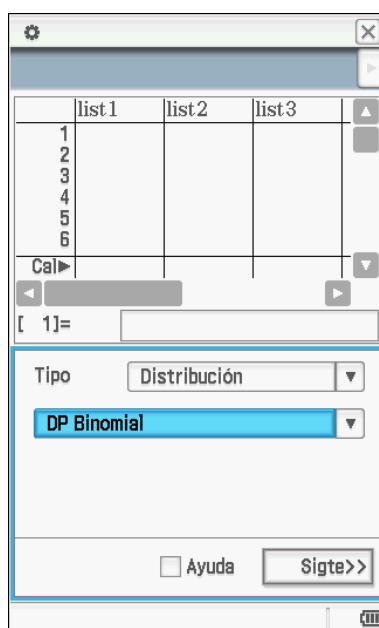 list1 list2 list3
1
2
3
4
5
6
Cal▶
[ 1]=
Tipo Distribución
DP Binomial
Ayuda Sigte>>